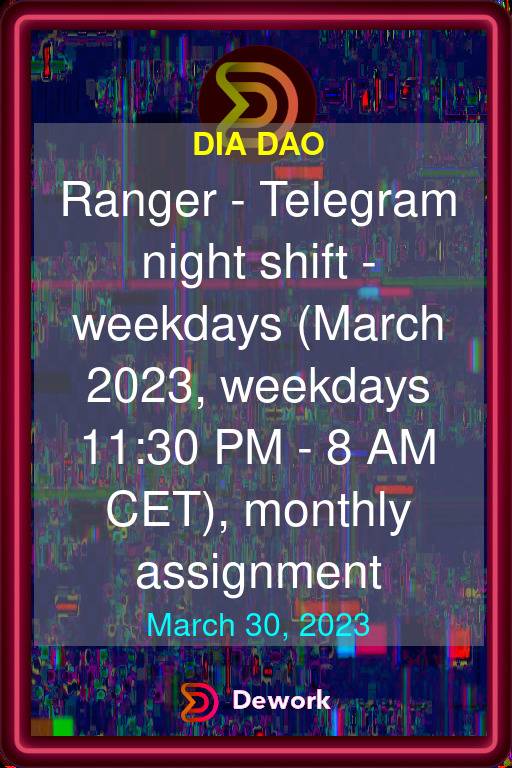 DIA DAO
Ranger - Telegram
night shift -
weekdays (March
2023, weekdays
11:30 PM - 8 AM
CET), monthly
assignment
March 30, 2023
Dework